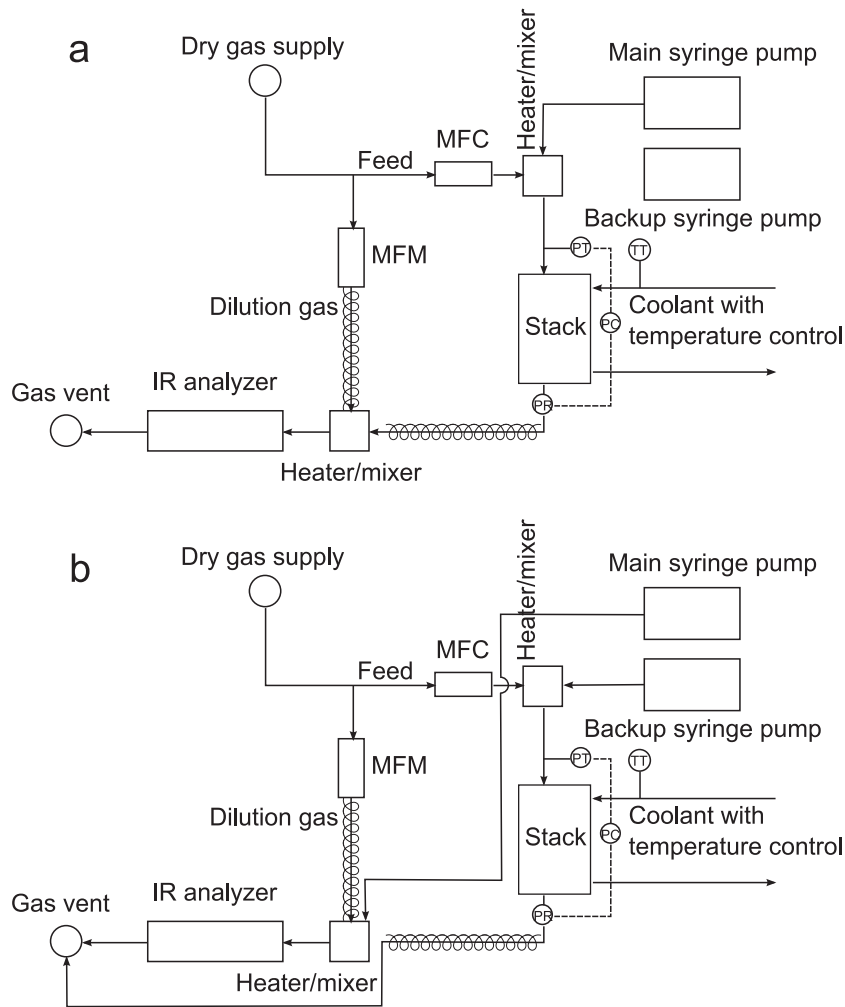 a
Dry gas supply
Heater/mixer
Main syringe pump
MFC
Feed
Backup syringe pump
MFM
PT
TT
Dilution gas
Stack
Coolant with
PC
temperature control
IR analyzer
Gas vent
PR
Heater/mixer
b
Dry gas supply
Heater/mixer
Main syringe pump
MFC
Feed
Backup syringe pump
MFM
PT
TT
Dilution gas
Stack
Coolant with
PC
temperature control
IR analyzer
Gas vent
PR
Heater/mixer